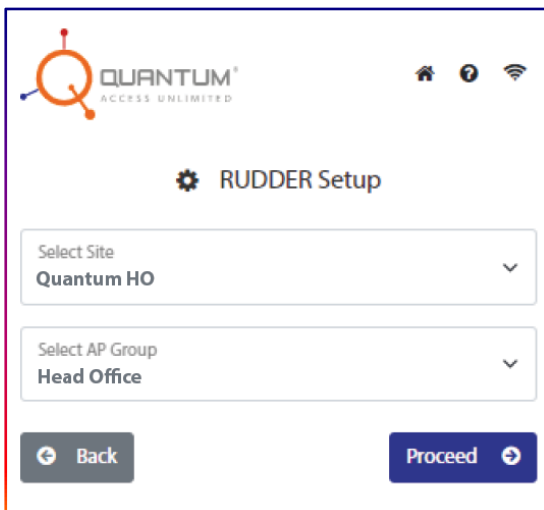 QUANTUM
ACCESS UNLIMITED
RUDDER Setup
Select Site
Quantum HO
Select AP Group
Head Office
Back
Proceed